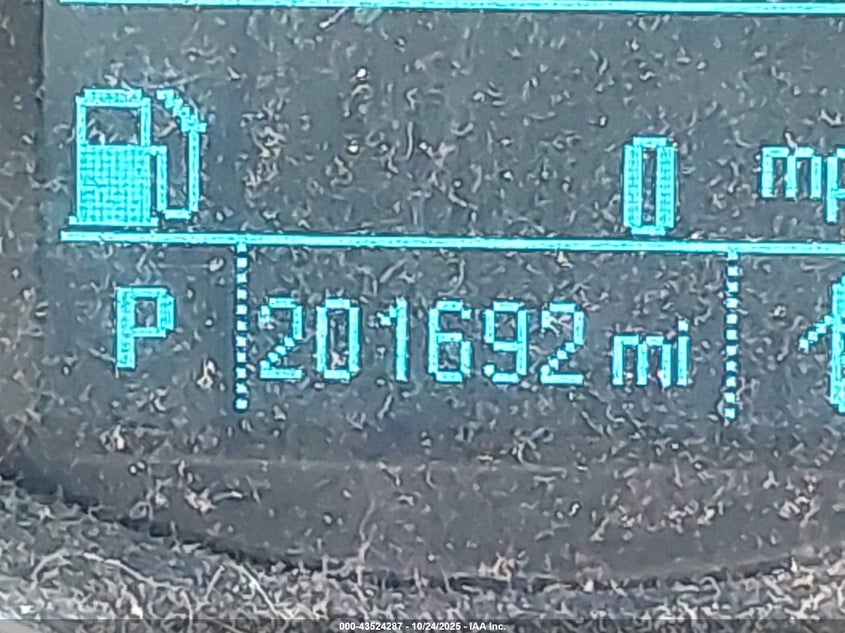 0 mp
P 201692 mi
000-43524287 - 10/24/2025 - IAA Inc.